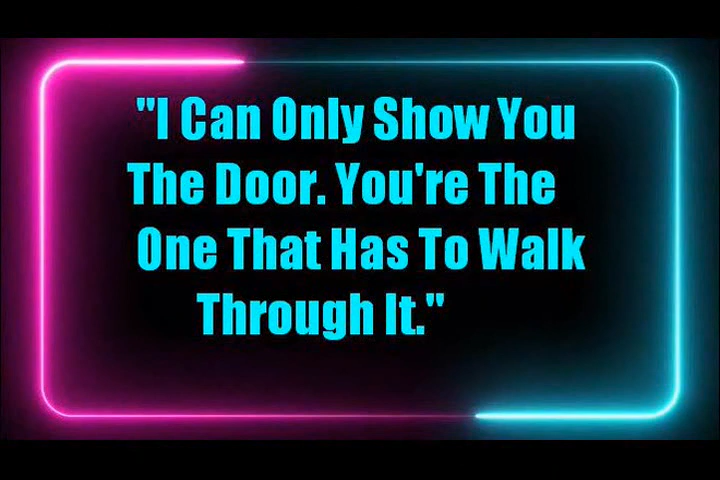 "I Can Only Show You
The Door. You're The
One That Has To Walk
Through It."